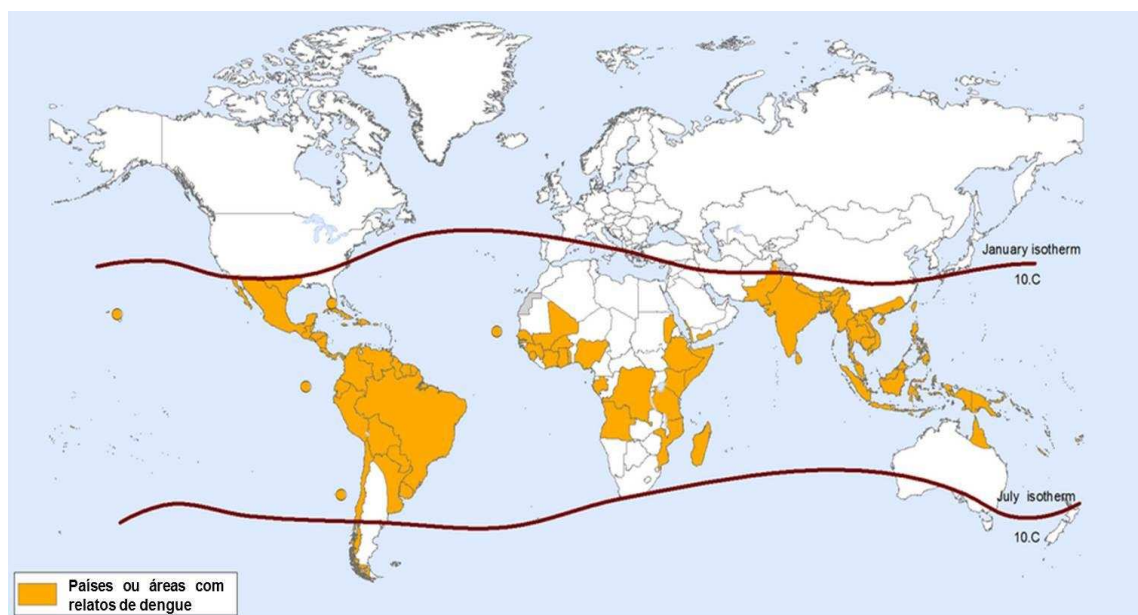 January isotherm
10.C
July isotherm
10.C
Países ou áreas com
relatos de dengue